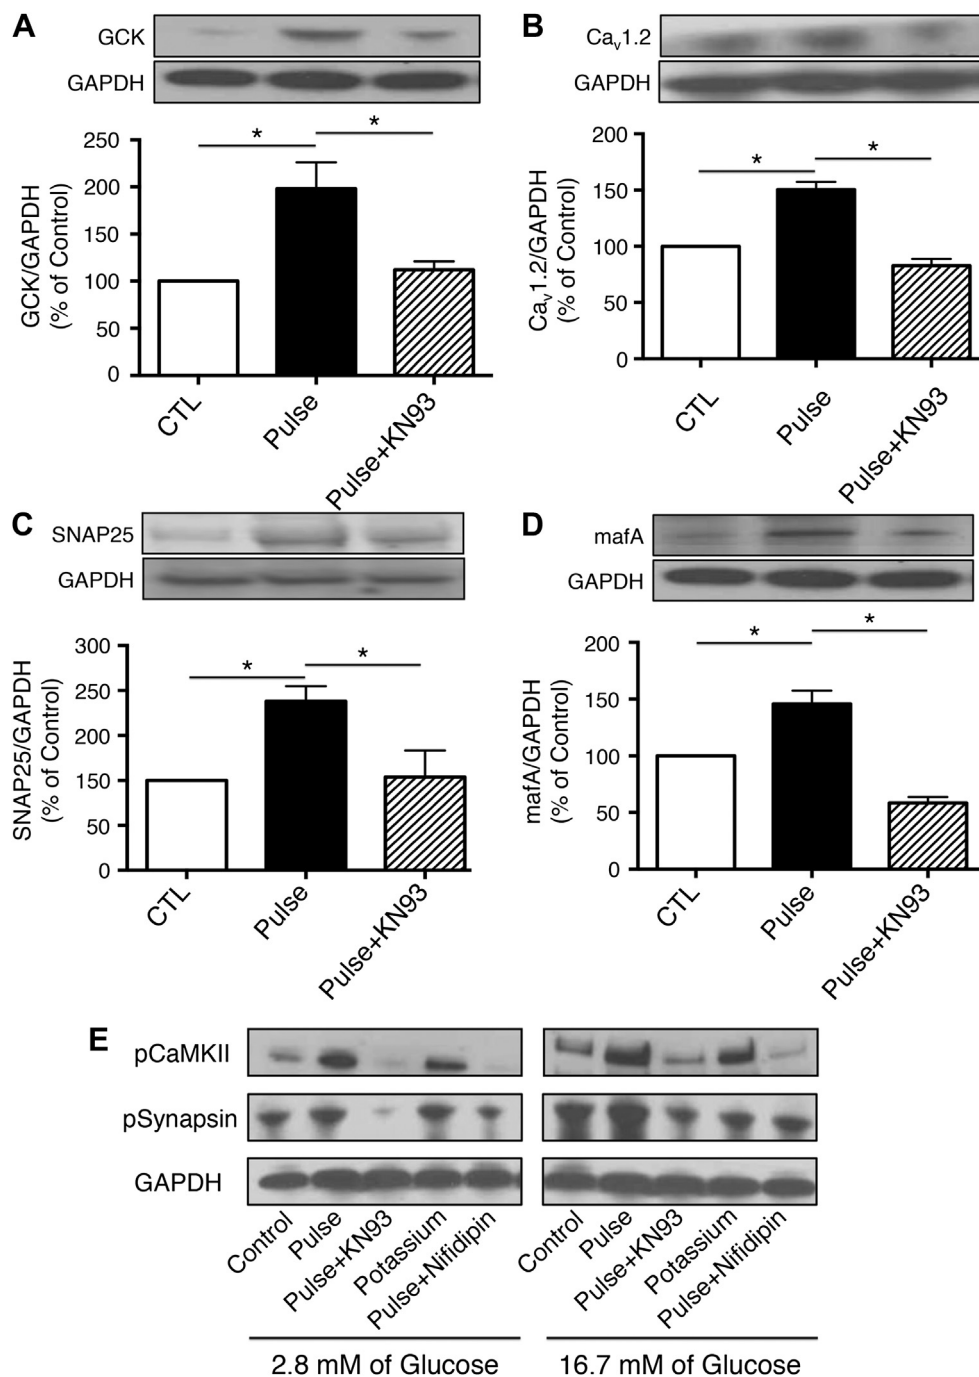 A
GCK
GAPDH
* *
250
200
150
100
50
0
GCK/GAPDH
(% of Control)
CTL
Pulse
Pulse+KN93
B
Cav1.2
GAPDH
* *
200
150
100
50
0
Cav1.2/GAPDH
(% of Control)
CTL
Pulse
Pulse+KN93
C
SNAP25
GAPDH
* *
300
250
200
150
50
0
SNAP25/GAPDH
(% of Control)
CTL
Pulse
Pulse+KN93
D
mafA
GAPDH
* *
200
150
100
50
0
mafA/GAPDH
(% of Control)
CTL
Pulse
Pulse+KN93
E
pCaMKII
pSynapsin
GAPDH
Control
Pulse
Pulse+KN93
Potassium
Pulse+Nifidipin
2.8 mM of Glucose
Control
Pulse
Pulse+KN93
Potassium
Pulse+Nifidipin
16.7 mM of Glucose